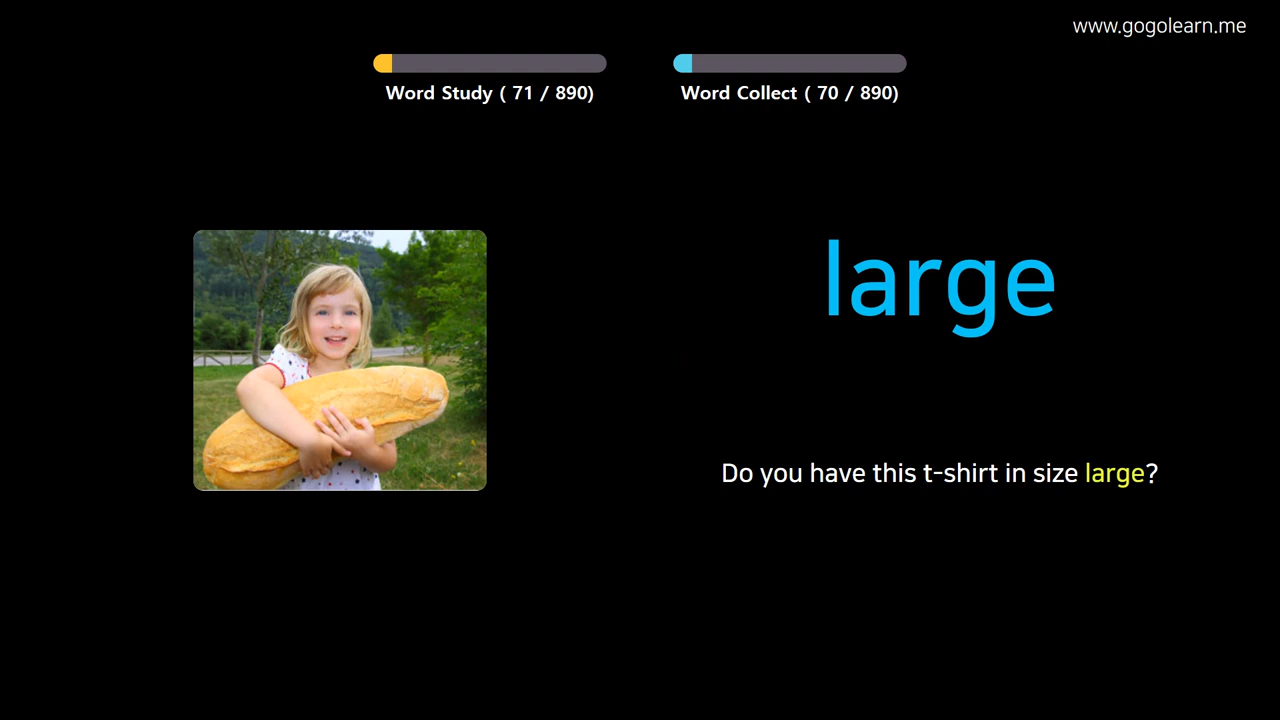 www.gogolearn.me
Word Study ( 71 / 890)
Word Collect ( 70 / 890)
large
Do you have this t-shirt in size large?